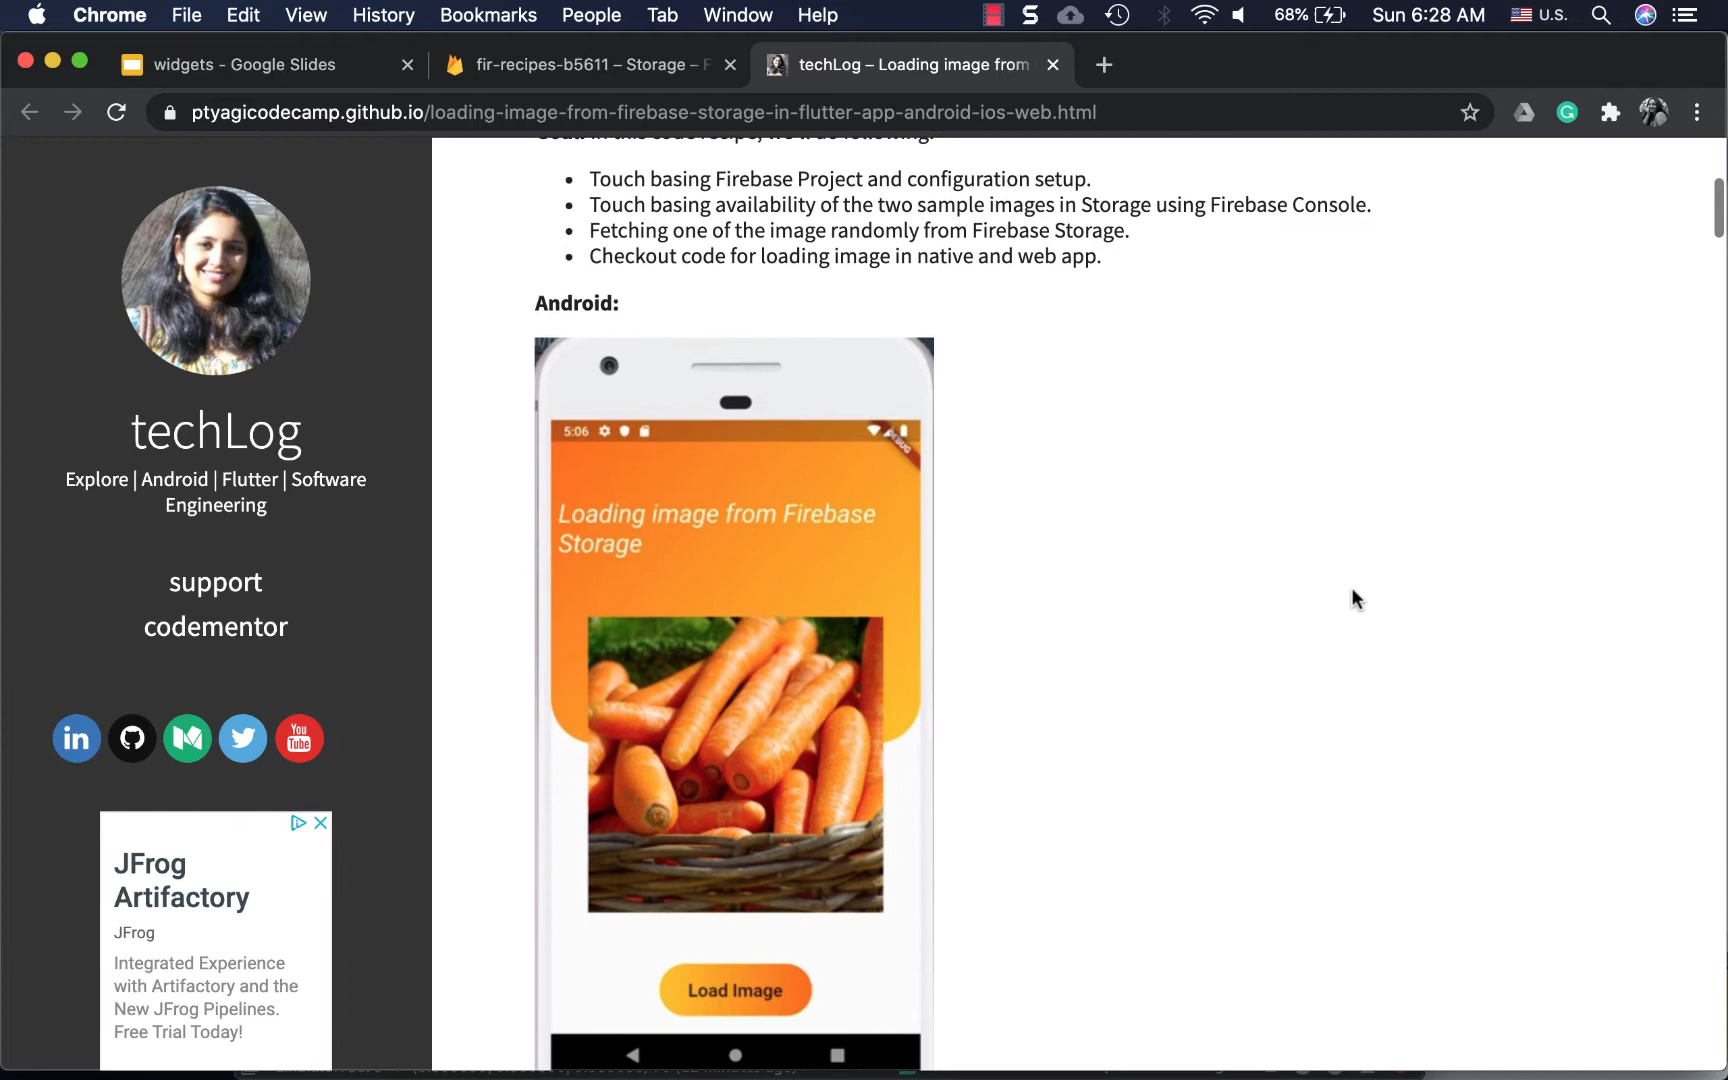 Chrome File Edit View History Bookmarks People Tab Window Help 68% Sun 6:28 AM U.S.
widgets - Google Slides fir-recipes-b5611 – Storage – F techLog – Loading image from
ptyagicodecamp.github.io/loading-image-from-firebase-storage-in-flutter-app-android-ios-web.html
Touch basing Firebase Project and configuration setup.
Touch basing availability of the two sample images in Storage using Firebase Console.
Fetching one of the image randomly from Firebase Storage.
Checkout code for loading image in native and web app.
Android:
5:06
DEBUG
Loading image from Firebase
Storage
Load Image
techLog
Explore | Android | Flutter | Software
Engineering
support
codementor
in
You
Tube
JFrog
Artifactory
JFrog
Integrated Experience
with Artifactory and the
New JFrog Pipelines.
Free Trial Today!